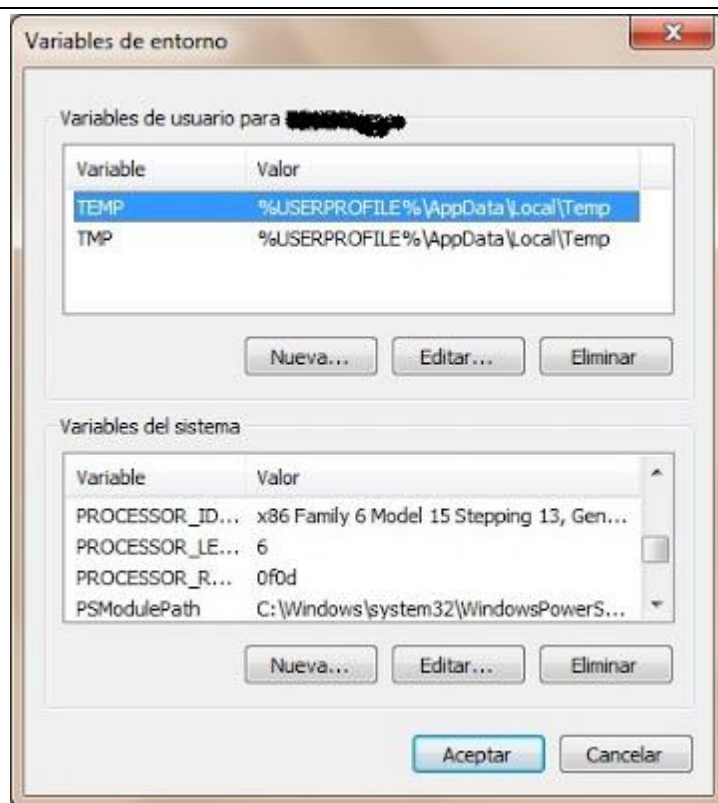 Variables de entorno
Variables de usuario para
Variable Valor
TEMP %USERPROFILE%\AppData\Local\Temp
TMP %USERPROFILE%\AppData\Local\Temp
Nueva... Editar... Eliminar
Variables del sistema
Variable Valor
PROCESSOR_ID... x86 Family 6 Model 15 Stepping 13, Gen...
PROCESSOR_LE... 6
PROCESSOR_R... 0f0d
PSModulePath C:\Windows\system32\WindowsPowerS...
Nueva... Editar... Eliminar
Aceptar Cancelar